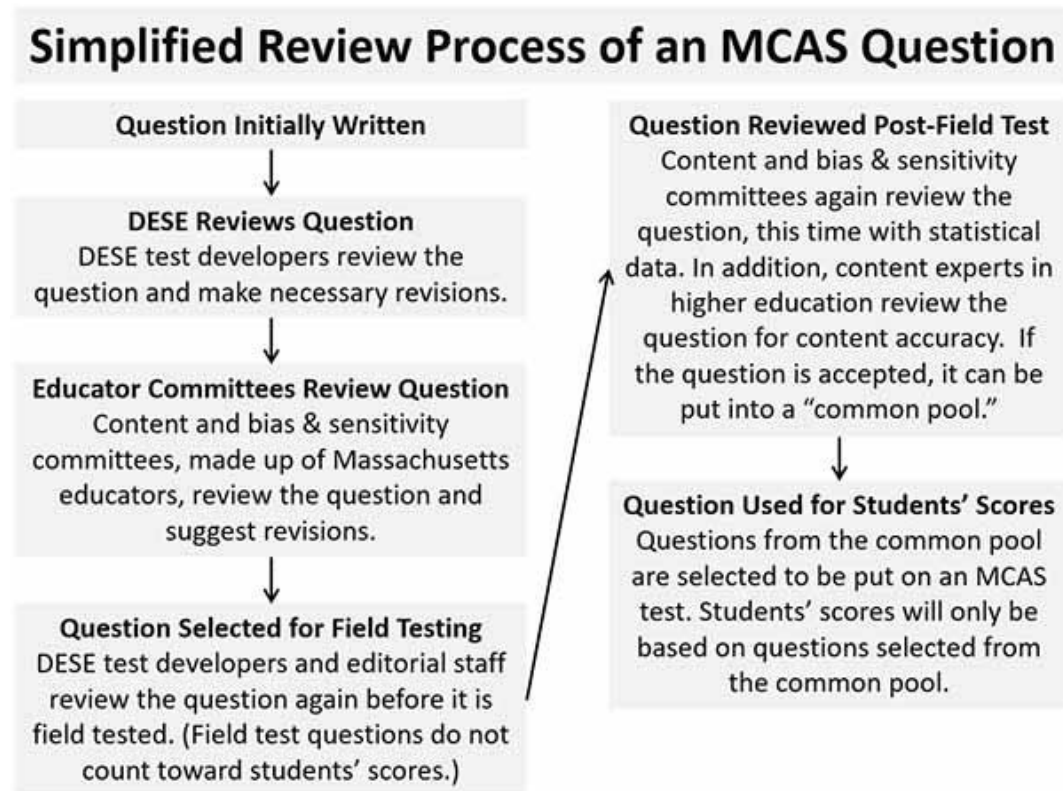 Simplified Review Process of an MCAS Question
Question Initially Written
DESE Reviews Question
DESE test developers review the
question and make necessary revisions.
Educator Committees Review Question
Content and bias & sensitivity
committees, made up of Massachusetts
educators, review the question and
suggest revisions.
Question Selected for Field Testing
DESE test developers and editorial staff
review the question again before it is
field tested. (Field test questions do not
count toward students’ scores.)
Question Reviewed Post-Field Test
Content and bias & sensitivity
committees again review the
question, this time with statistical
data. In addition, content experts in
higher education review the
question for content accuracy.  If
the question is accepted, it can be
put into a “common pool.”
Question Used for Students’ Scores
Questions from the common pool
are selected to be put on an MCAS
test. Students’ scores will only be
based on questions selected from
the common pool.